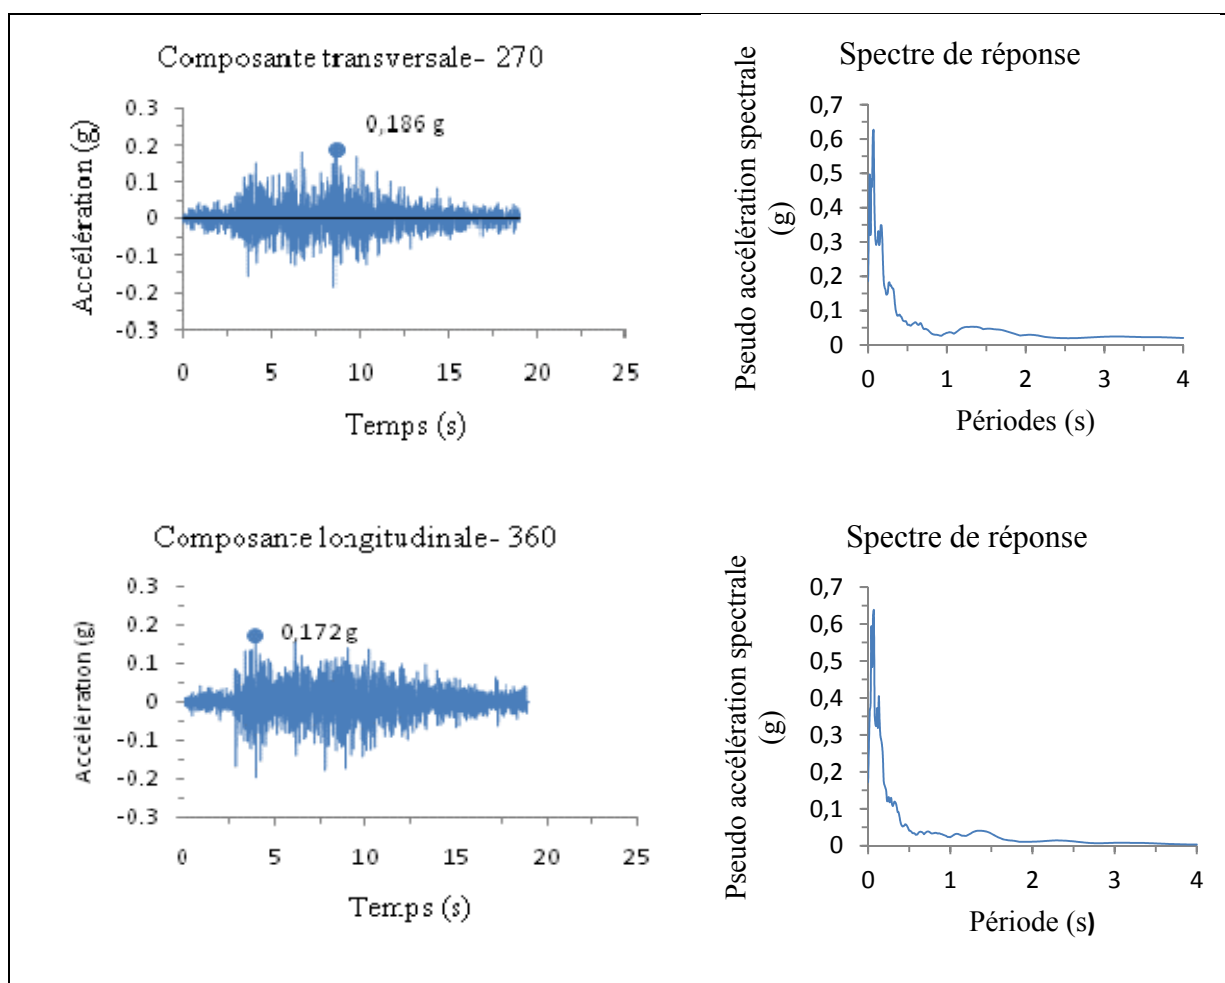 Composante transversale- 270
0,186 g
Accélération (g)
0.3
0.2
0.1
0
-0.1
-0.2
-0.3
0 5 10 15 20 25
Temps (s)
Spectre de réponse
Pseudo accélération spectrale
(g)
0,7
0,6
0,5
0,4
0,3
0,2
0,1
0
0 1 2 3 4
Périodes (s)
Composante longitudinale- 360
0,172 g
Accélération (g)
0.3
0.2
0.1
0
-0.1
-0.2
-0.3
0 5 10 15 20 25
Temps (s)
Spectre de réponse
Pseudo accélération spectrale
(g)
0,7
0,6
0,5
0,4
0,3
0,2
0,1
0
0 1 2 3 4
Période (s)